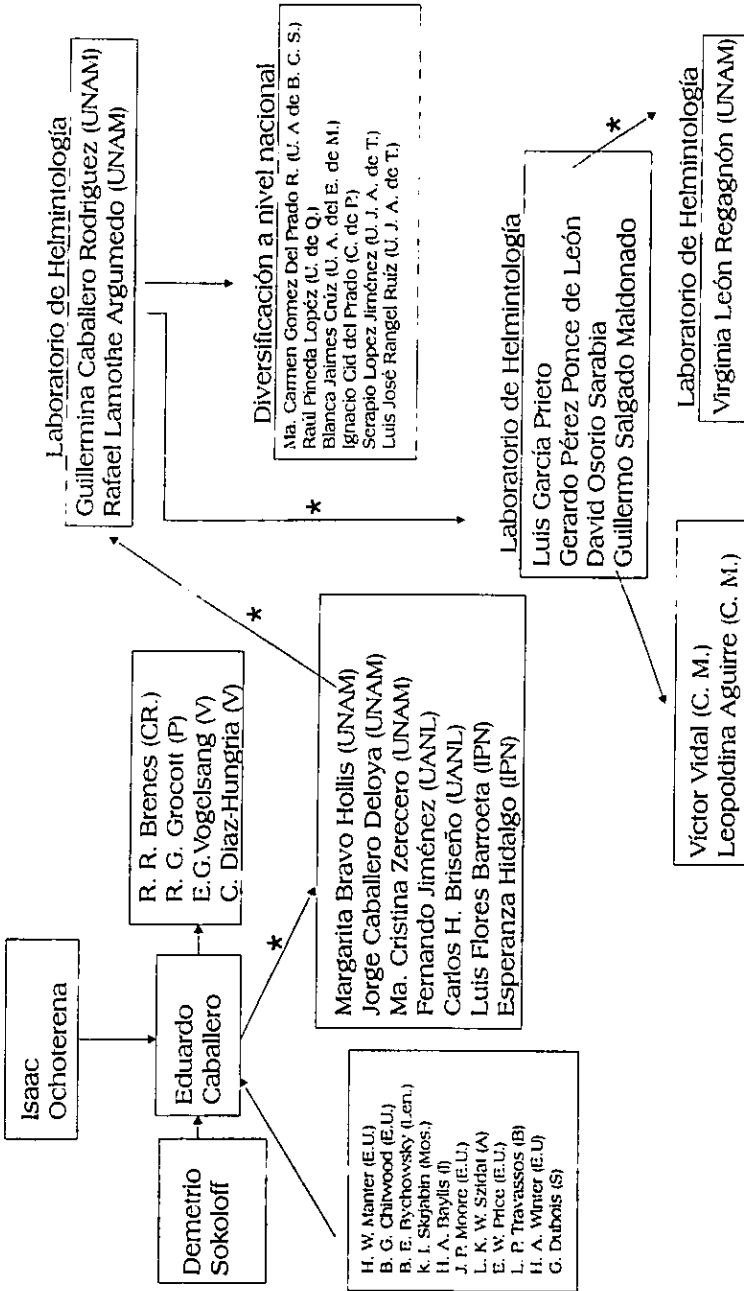 Isaac
Ochoterena
Demetrio
Sokoloff
Eduardo
Caballero
R. R. Brenes (CR.)
R. G. Grocott (P)
E.G.Vogelsang (V)
C. Diaz-Hungria (V)
H. W. Manter (E.U.)
B. G. Chitwood (E.U.)
B. E. Bychowsky (Len.)
K. I. Skrjabin (Mos.)
H. A. Baylis (I)
J. P. Moore (E.U.)
L. K. W. Szidat (A)
E. W. Price (E.U.)
L. P. Travassos (B)
H. A. Winter (E.U)
G. Dubois (S)
*
Margarita Bravo Hollis (UNAM)
Jorge Caballero Deloya (UNAM)
Ma. Cristina Zerecero (UNAM)
Fernando Jiménez (UANL)
Carlos H. Briseño (UANL)
Luis Flores Barroeta (IPN)
Esperanza Hidalgo (IPN)
*
Laboratorio de Helmintología
Guillermina Caballero Rodríguez (UNAM)
Rafael Lamothe Argumedo (UNAM)
Diversificación a nivel nacional
Ma. Carmen Gomez Del Prado R. (U. A de B. C. S.)
Raúl Pineda Lopéz (U. de Q.)
Blanca Jaimes Crúz (U. A. del E. de M.)
Ignacio Cid del Prado (C. de P.)
Serapio Lopez Jiménez (U. J. A. de T.)
Luis José Rangel Ruíz (U. J. A. de T.)
*
Laboratorio de Helmintología
Luis García Prieto
Gerardo Pérez Ponce de León
David Osorio Sarabia
Guillermo Salgado Maldonado
*
Víctor Vidal (C. M.)
Leopoldina Aguirre (C. M.)
Laboratorio de Helmintología
Virginia León Regagnón (UNAM)